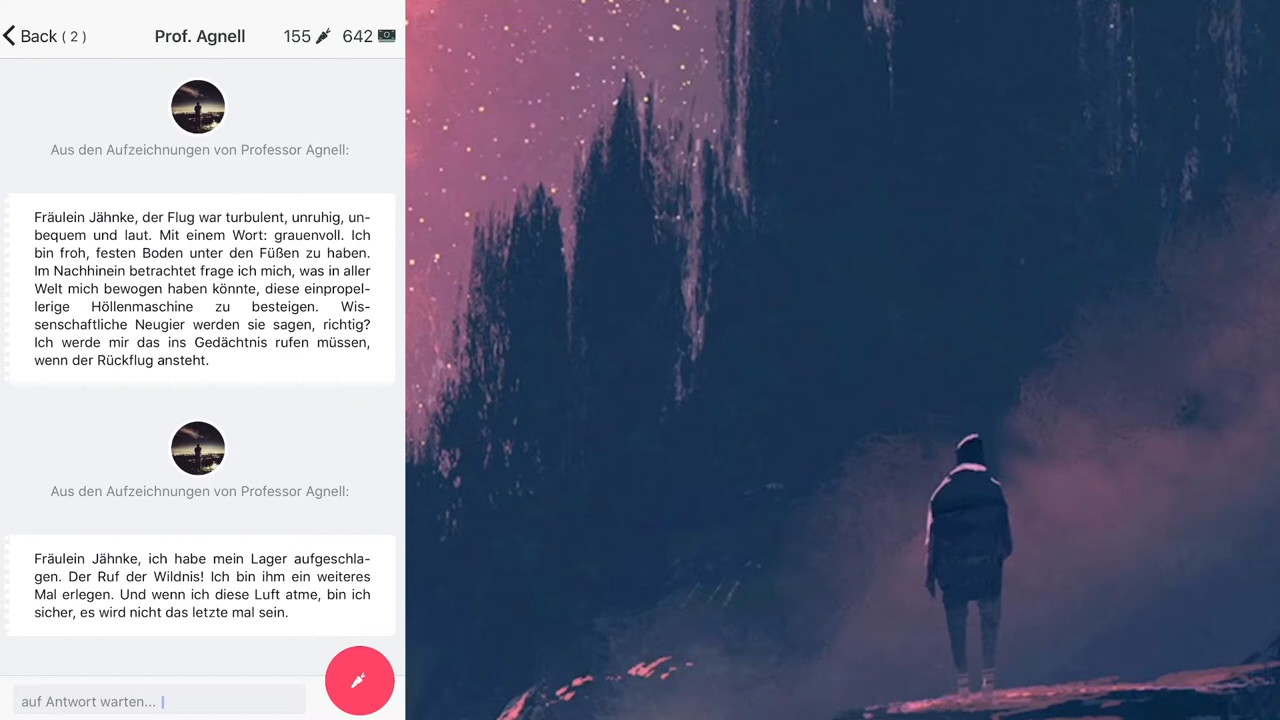 Back ( 2 ) Prof. Agnell 155 642
Aus den Aufzeichnungen von Professor Agnell:
Fräulein Jähnke, der Flug war turbulent, unruhig, un-
bequem und laut. Mit einem Wort: grauenvoll. Ich
bin froh, festen Boden unter den Füßen zu haben.
Im Nachhinein betrachtet frage ich mich, was in aller
Welt mich bewogen haben könnte, diese einpropel-
lerige Höllenmaschine zu besteigen. Wis-
senschaftliche Neugier werden sie sagen, richtig?
Ich werde mir das ins Gedächtnis rufen müssen,
wenn der Rückflug ansteht.
Aus den Aufzeichnungen von Professor Agnell:
Fräulein Jähnke, ich habe mein Lager aufgeschla-
gen. Der Ruf der Wildnis! Ich bin ihm ein weiteres
Mal erlegen. Und wenn ich diese Luft atme, bin ich
sicher, es wird nicht das letzte mal sein.
auf Antwort warten...